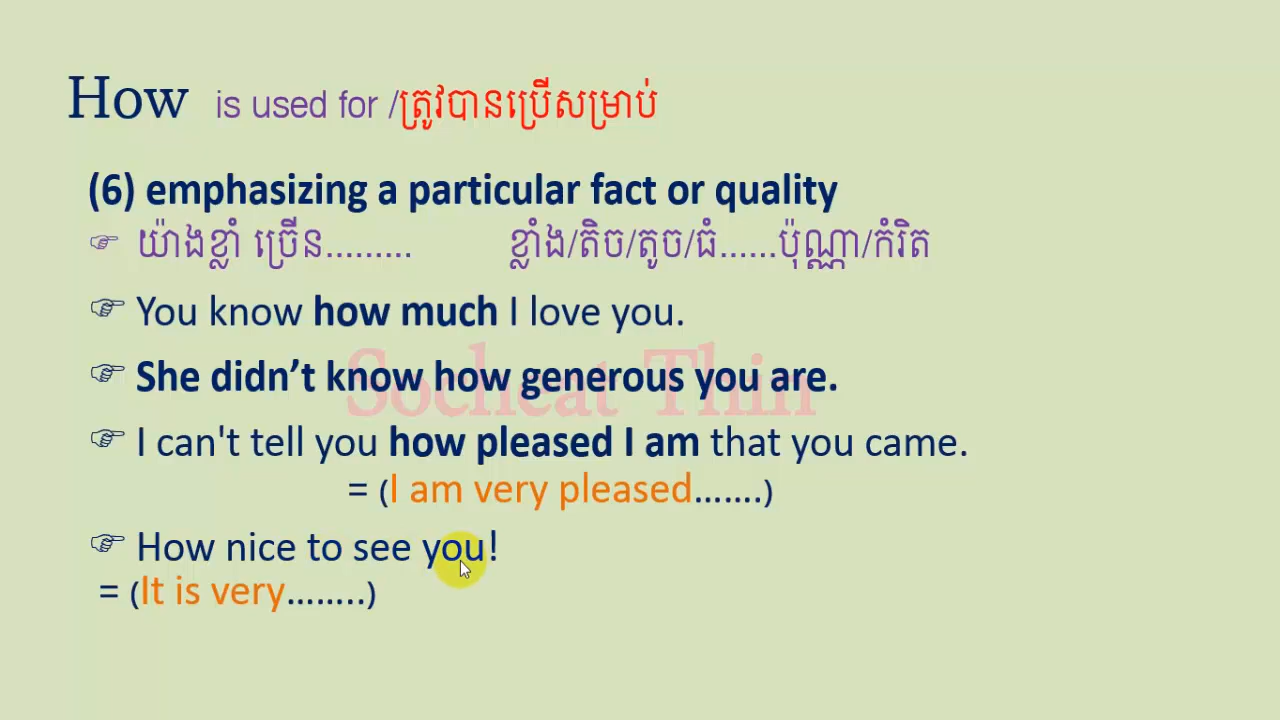 How is used for /ត្រូវបានប្រើសម្រាប់
(6) emphasizing a particular fact or quality
☞ យ៉ាងខ្លាំ ច្រើន......... ខ្លាំង/តិច/តូច/ធំ......ប៉ុណ្ណា/កំរិត
☞ You know how much I love you.
☞ She didn’t know how generous you are.
Socheat Thin
☞ I can't tell you how pleased I am that you came.
= (I am very pleased…….)
☞ How nice to see you!
= (It is very……..)